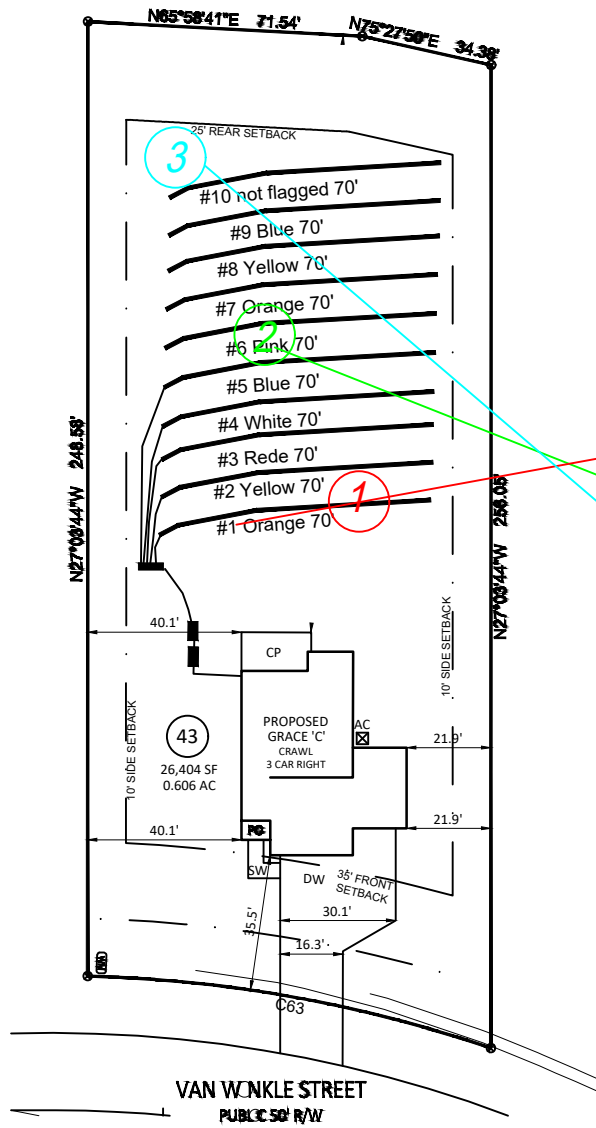 N65°58'41"E 71.54'
N75°27'50"E 34.38'
25' REAR SETBACK
3
#10 not flagged 70'
#9 Blue 70'
#8 Yellow 70'
#7 Orange 70'
2
#6 Pink 70'
#5 Blue 70'
#4 White 70'
#3 Rede 70'
#2 Yellow 70'
1
#1 Orange 70'
N27°03'44"W 248.58'
N27°03'44"W 256.05'
40.1'
CP
10' SIDE SETBACK
10' SIDE SETBACK
43
26,404 SF
0.606 AC
PROPOSED
GRACE 'C'
CRAWL
3 CAR RIGHT
AC
21.9'
40.1'
21.9'
SW
DW
35' FRONT
SETBACK
30.1'
35.5'
16.3'
C63
VAN WONKLE STREET
PUBLIC 50' R/W